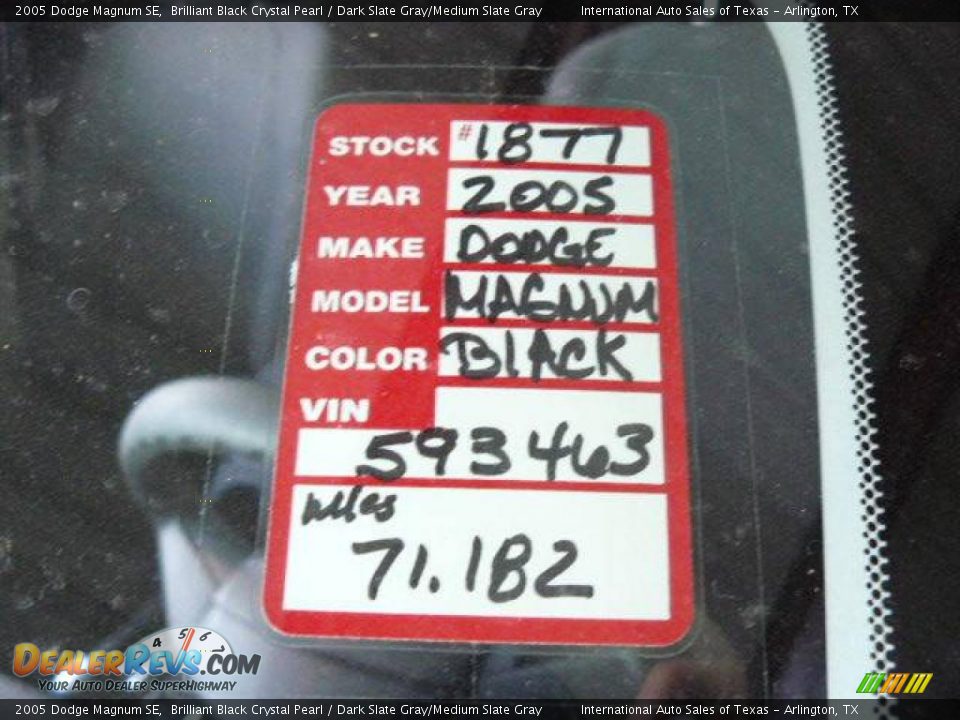 2005 Dodge Magnum SE,  Brilliant Black Crystal Pearl / Dark Slate Gray/Medium Slate Gray    International Auto Sales of Texas - Arlington, TX
STOCK #1877
YEAR 2005
MAKE DODGE
MODEL MAGNUM
COLOR BlACK
VIN
593463
miles
71.182
4 5 6
DEALERREVS.COM
YOUR AUTO DEALER SUPERHIGHWAY
2005 Dodge Magnum SE,  Brilliant Black Crystal Pearl / Dark Slate Gray/Medium Slate Gray    International Auto Sales of Texas - Arlington, TX